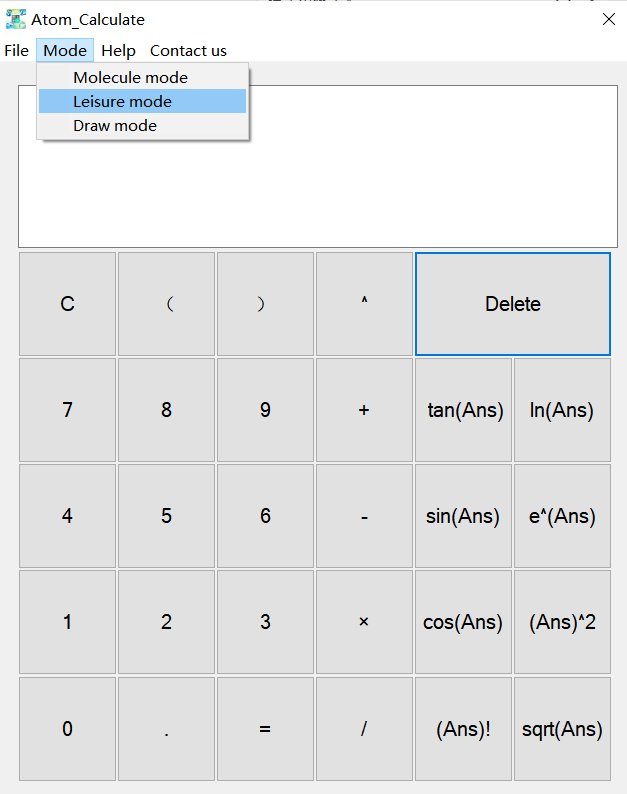 Atom_Calculate
File Mode Help Contact us
Molecule mode
Leisure mode
Draw mode
C （ ） ^ Delete
7 8 9 + tan(Ans) ln(Ans)
4 5 6 - sin(Ans) e^(Ans)
1 2 3 × cos(Ans) (Ans)^2
0 . = / (Ans)! sqrt(Ans)